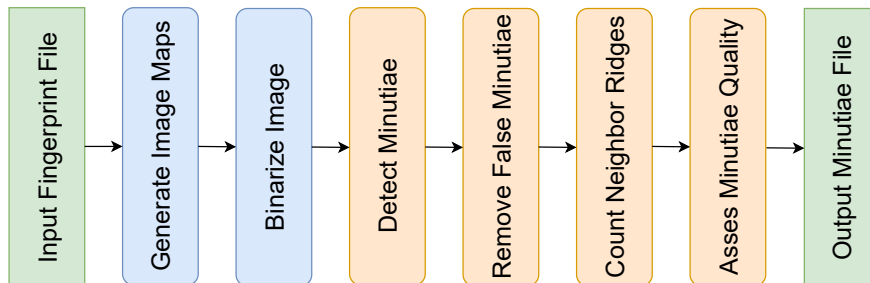 Input Fingerprint File
Generate Image Maps
Binarize Image
Detect Minutiae
Remove False Minutiae
Count Neighbor Ridges
Asses Minutiae Quality
Output Minutiae File